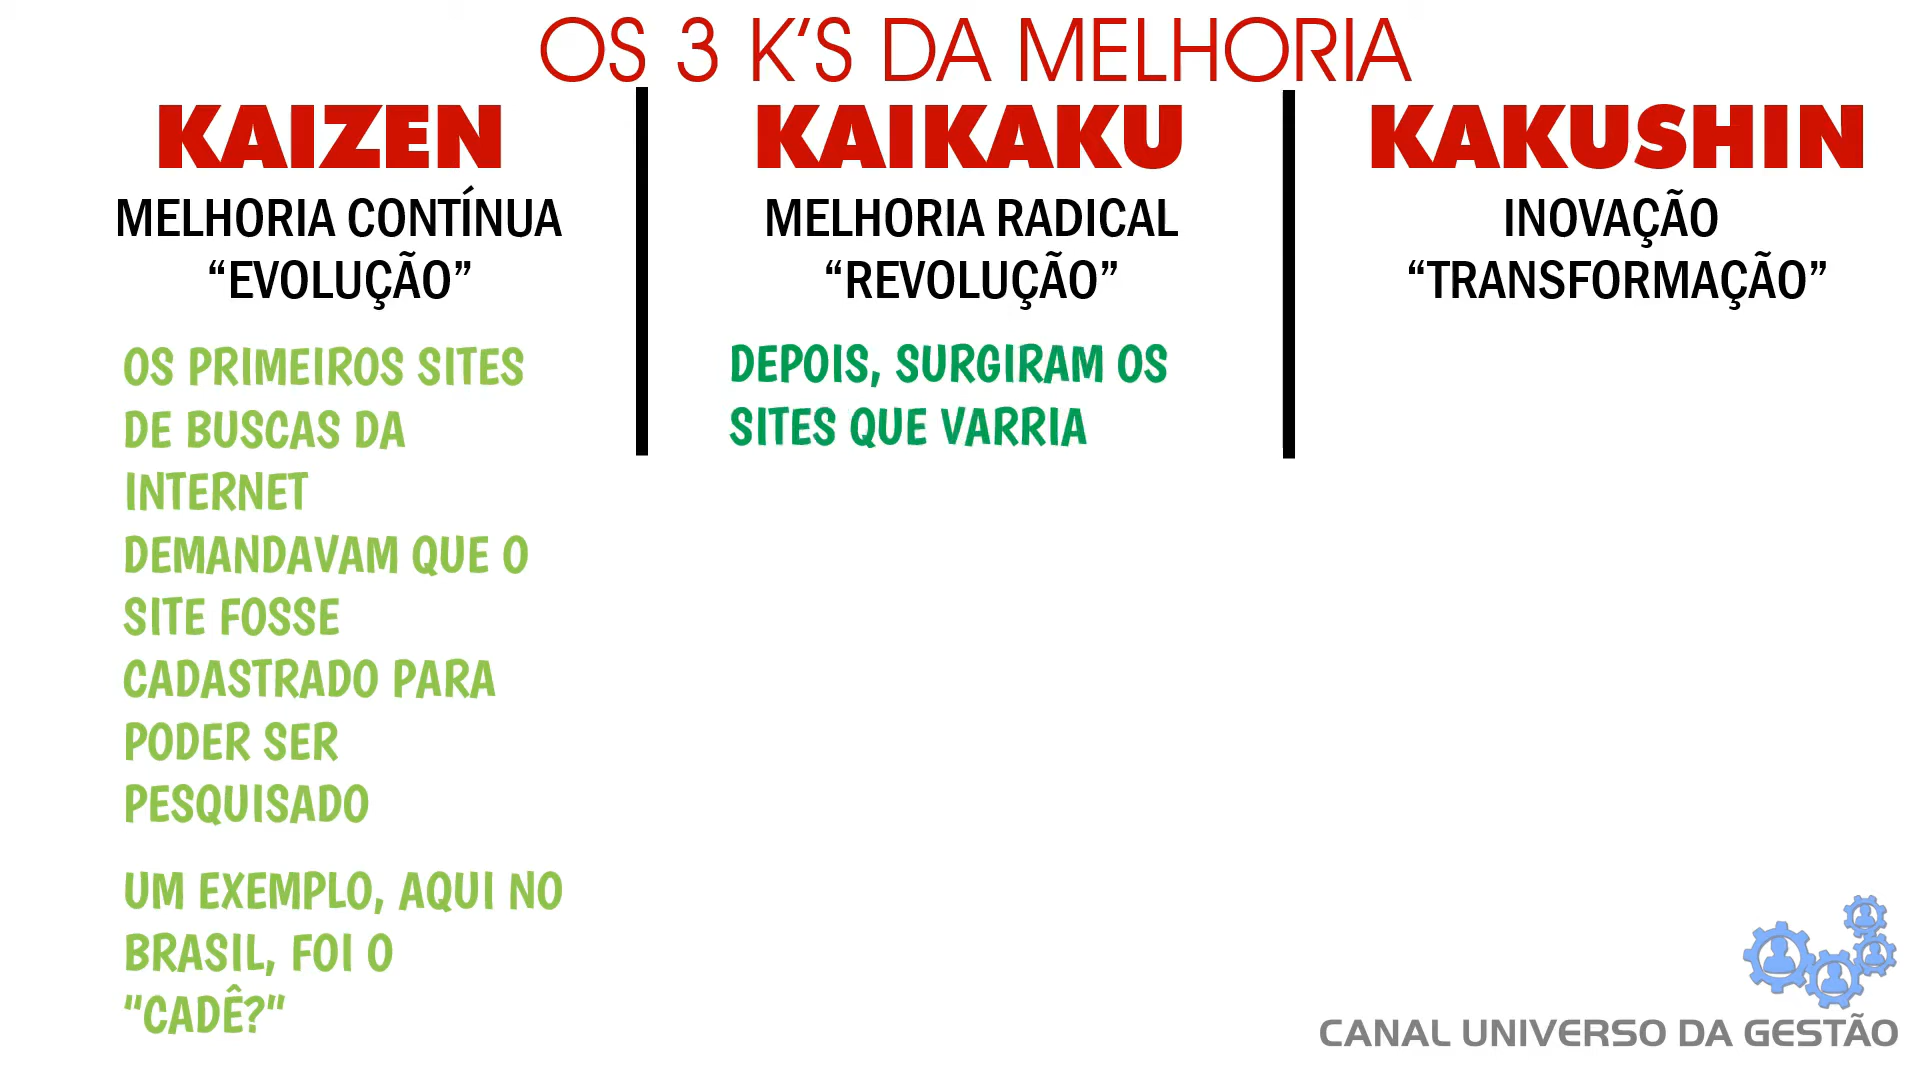 OS 3 K'S DA MELHORIA
KAIZEN
MELHORIA CONTÍNUA
“EVOLUÇÃO”
OS PRIMEIROS SITES
DE BUSCAS DA
INTERNET
DEMANDAVAM QUE O
SITE FOSSE
CADASTRADO PARA
PODER SER
PESQUISADO
UM EXEMPLO, AQUI NO
BRASIL, FOI O
"CADÊ?"
KAIKAKU
MELHORIA RADICAL
“REVOLUÇÃO”
DEPOIS, SURGIRAM OS
SITES QUE VARRIA
KAKUSHIN
INOVAÇÃO
“TRANSFORMAÇÃO”
CANAL UNIVERSO DA GESTÃO